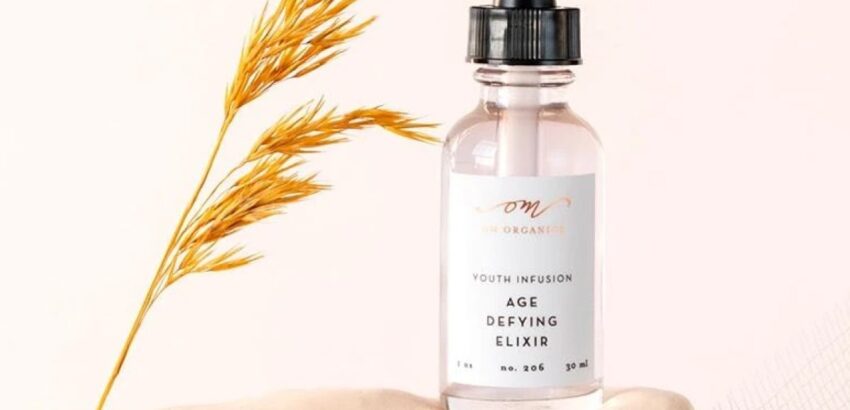 om
OM ORGANICS
YOUTH INFUSION
AGE
DEFYING
ELIXIR
1 oz no. 206 30 ml